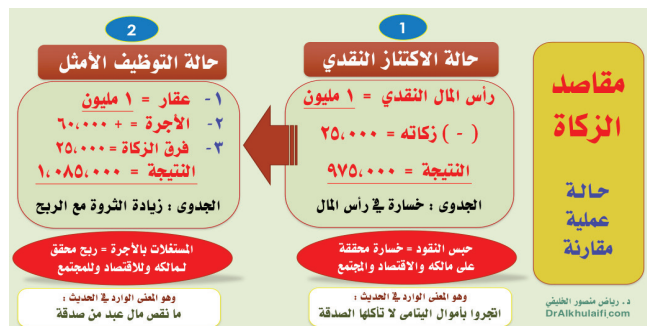 مقاصد
الزكاة
حالة
عملية
مقارنة
د. رياض منصور الخليفي
DrAlkhulaifi.com
1
حالة الاكتناز النقدي
رأس المال النقدي = ١ مليون
( - ) زكاته = ٢٥،٠٠٠
النتيجة = ٩٧٥،٠٠٠
الجدوى : خسارة في رأس المال
حبس النقود = خسارة محققة
على مالكه والاقتصاد والمجتمع
وهو المعنى الوارد في الحديث :
اتجروا بأموال اليتامى لا تأكلها الصدقة
2
حالة التوظيف الأمثل
١- عقار = ١ مليون
٢- الأجرة = + ٦٠،٠٠٠
٣- فرق الزكاة = ٢٥،٠٠٠
النتيجة = ١،٠٨٥،٠٠٠
الجدوى : زيادة الثروة مع الربح
المستغلات بالأجرة = ربح محقق
لمالكه وللاقتصاد وللمجتمع
وهو المعنى الوارد في الحديث :
ما نقص مال عبد من صدقة